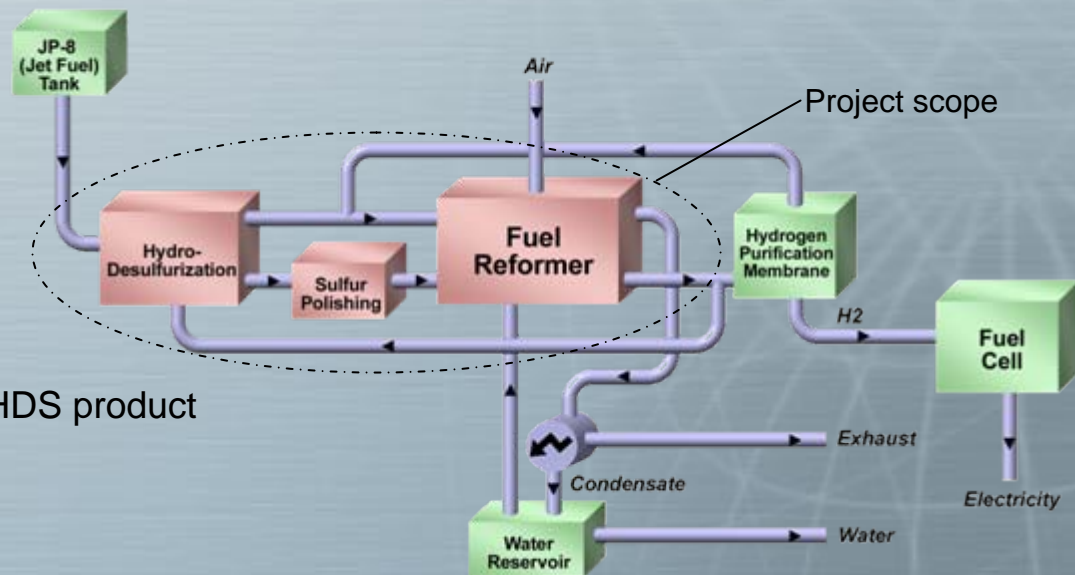 JP-8
(Jet Fuel)
Tank
Air
Project scope
Hydro-
Desulfurization
Sulfur
Polishing
Fuel
Reformer
Hydrogen
Purification
Membrane
H2
Fuel
Cell
HDS product
Exhaust
Condensate
Electricity
Water
Reservoir
Water